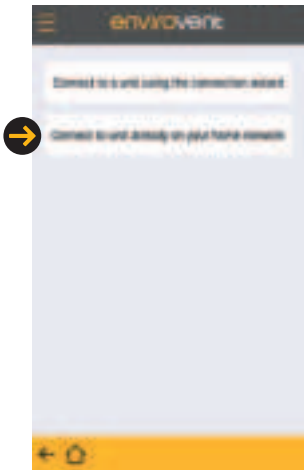 envirovent
Connect to a unit using the connection wizard
Connect to unit already on your home network